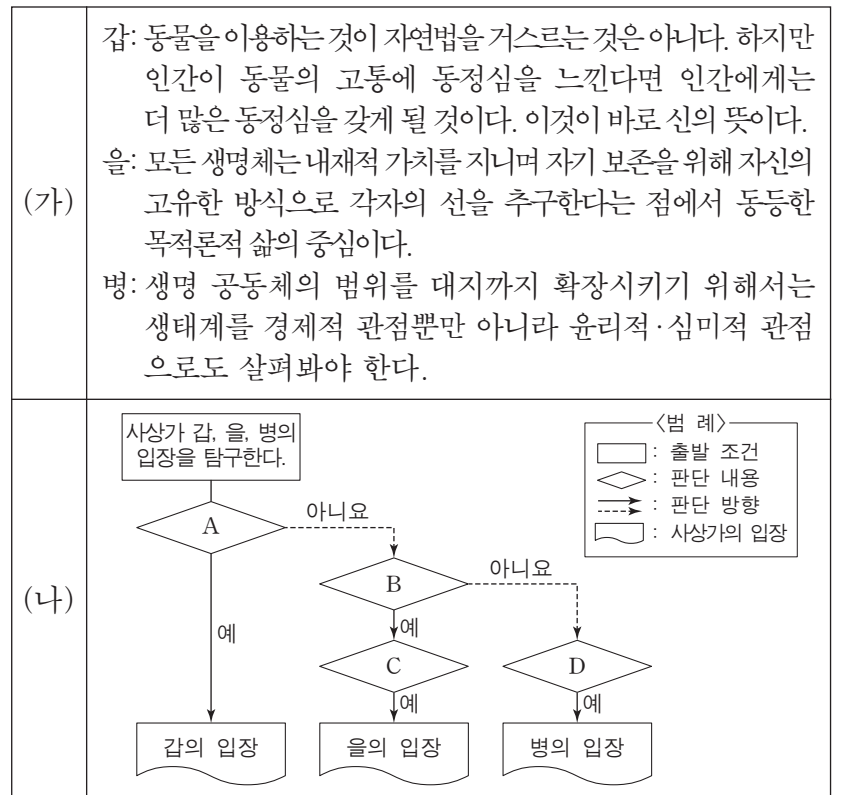 (가)
갑: 동물을 이용하는 것이 자연법을 거스르는 것은 아니다. 하지만
인간이 동물의 고통에 동정심을 느낀다면 인간에게는
더 많은 동정심을 갖게 될 것이다. 이것이 바로 신의 뜻이다.
을: 모든 생명체는 내재적 가치를 지니며 자기 보존을 위해 자신의
고유한 방식으로 각자의 선을 추구한다는 점에서 동등한
목적론적 삶의 중심이다.
병: 생명 공동체의 범위를 대지까지 확장시키기 위해서는
생태계를 경제적 관점뿐만 아니라 윤리적·심미적 관점
으로도 살펴봐야 한다.
(나)
사상가 갑, 을, 병의
입장을 탐구한다.
〈범 례〉
: 출발 조건
: 판단 내용
: 판단 방향
: 사상가의 입장
A
아니요
B
아니요
예
예
C
D
예
예
갑의 입장
을의 입장
병의 입장